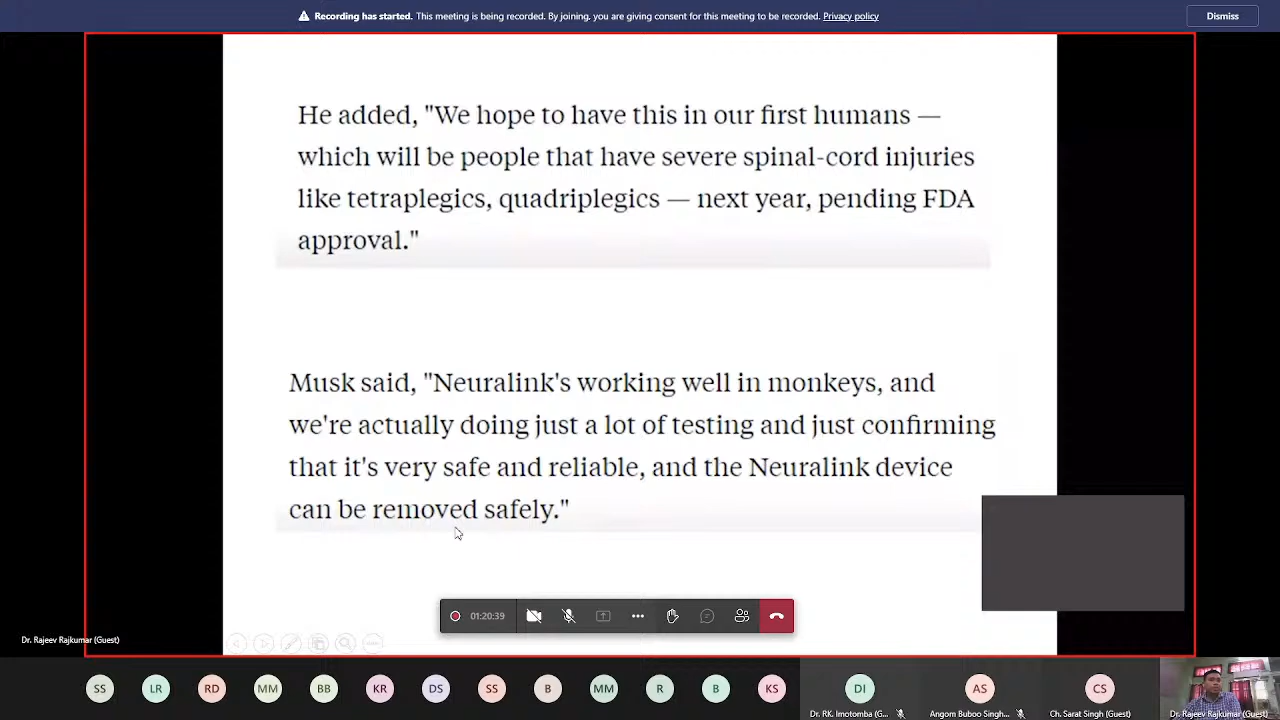 Recording has started. This meeting is being recorded. By joining, you are giving consent for this meeting to be recorded. Privacy policy
Dismiss
He added, "We hope to have this in our first humans —
which will be people that have severe spinal-cord injuries
like tetraplegics, quadriplegics — next year, pending FDA
approval."
Musk said, "Neuralink's working well in monkeys, and
we're actually doing just a lot of testing and just confirming
that it's very safe and reliable, and the Neuralink device
can be removed safely."
01:20:39
Dr. Rajeev Rajkumar (Guest)
SS LR RD MM BB KR DS SS B MM R B KS DI AS CS
Dr. RK. Imotomba (G... Angom Buboo Singh... Ch. Sarat Singh (Guest) Dr. Rajeev Rajkumar (Guest)